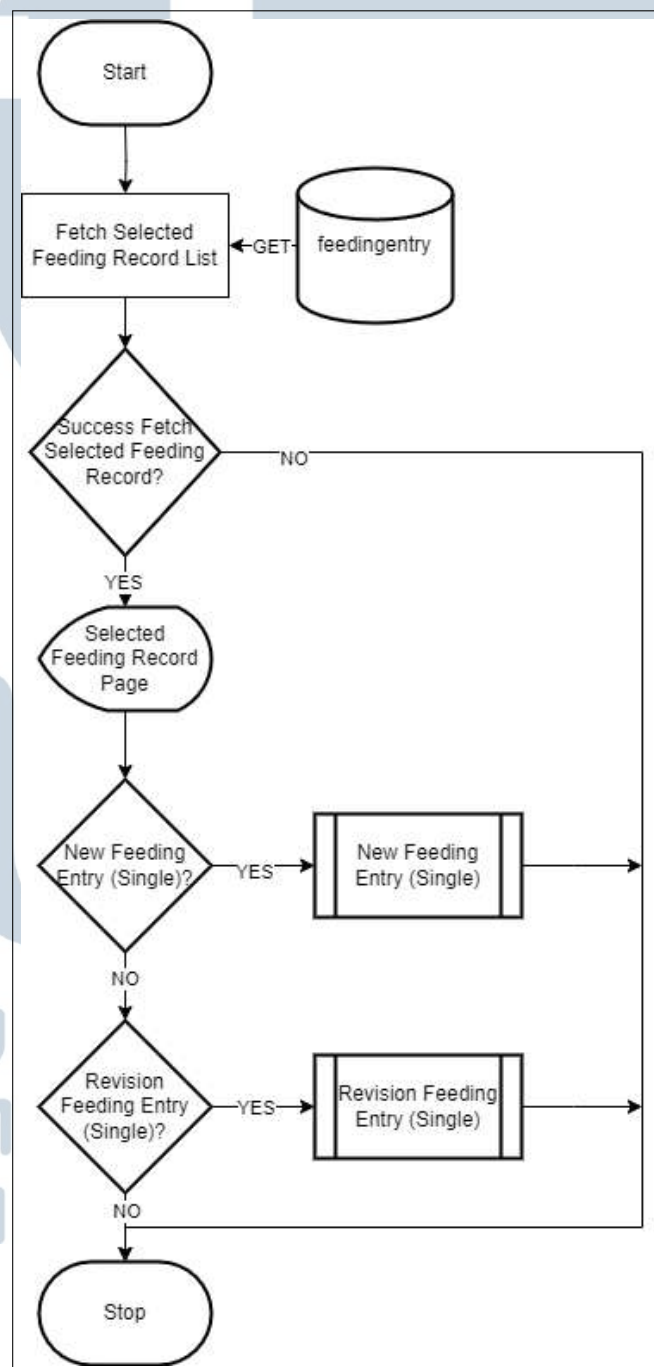 Start
Fetch Selected
Feeding Record List
GET
feedingentry
Success Fetch
Selected Feeding
Record?
NO
YES
Selected
Feeding Record
Page
New Feeding
Entry (Single)?
YES
New Feeding
Entry (Single)
NO
Revision
Feeding Entry
(Single)?
YES
Revision Feeding
Entry (Single)
NO
Stop